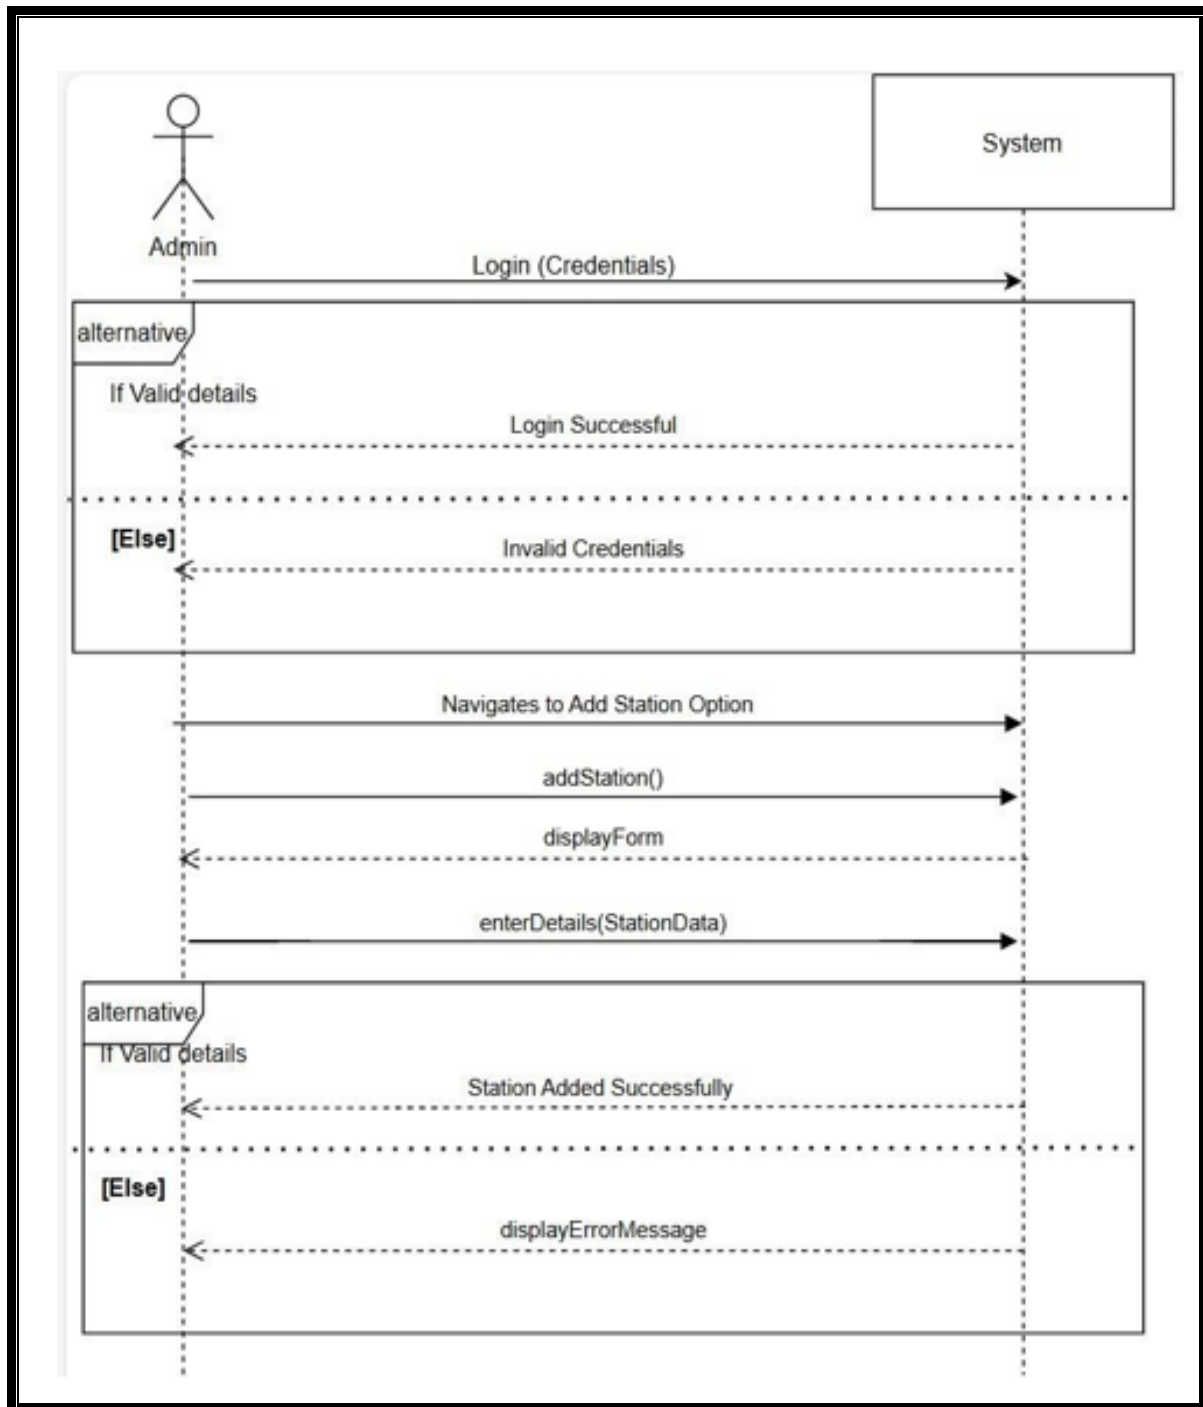 System
Admin
Login (Credentials)
alternative
If Valid details
Login Successful
[Else]
Invalid Credentials
Navigates to Add Station Option
addStation()
displayForm
enterDetails(StationData)
alternative
If Valid details
Station Added Successfully
[Else]
displayErrorMessage